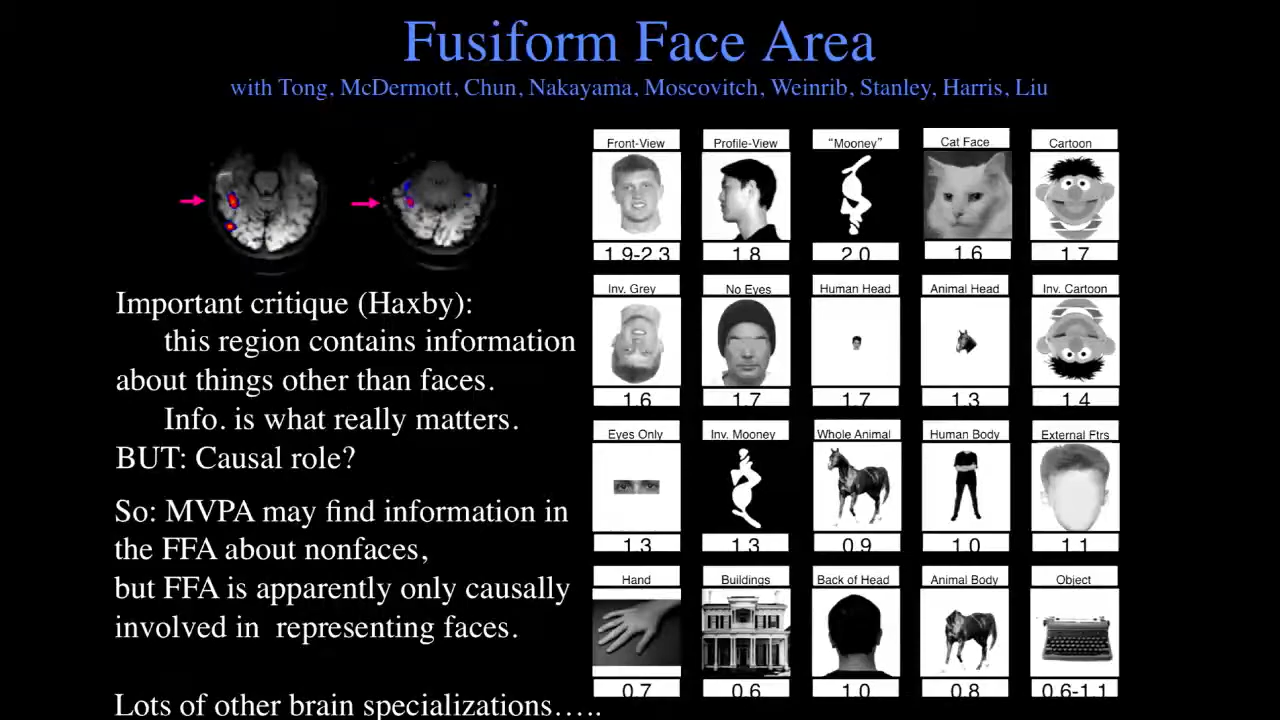 Fusiform Face Area
with Tong, McDermott, Chun, Nakayama, Moscovitch, Weinrib, Stanley, Harris, Liu
Important critique (Haxby):
this region contains information
about things other than faces.
Info. is what really matters.
BUT: Causal role?
So: MVPA may find information in
the FFA about nonfaces,
but FFA is apparently only causally
involved in representing faces.
Lots of other brain specializations…..
Front-View Profile-View “Mooney” Cat Face Cartoon
1.9-2.3 1.8 2.0 1.6 1.7
Inv. Grey No Eyes Human Head Animal Head Inv. Cartoon
1.6 1.7 1.7 1.3 1.4
Eyes Only Inv. Mooney Whole Animal Human Body External Ftrs
1.3 1.3 0.9 1.0 1.1
Hand Buildings Back of Head Animal Body Object
0.7 0.6 1.0 0.8 0.6-1.1